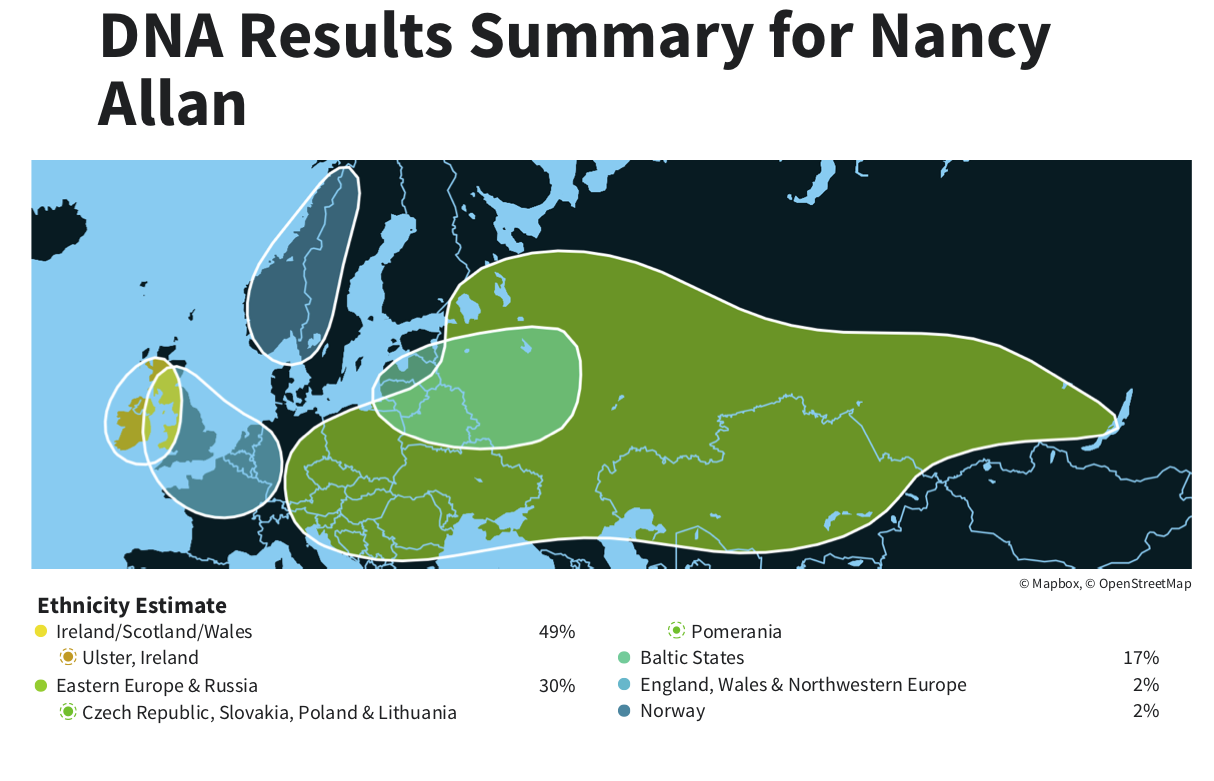 DNA Results Summary for Nancy
Allan
© Mapbox, © OpenStreetMap
Ethnicity Estimate
Ireland/Scotland/Wales 49%
Ulster, Ireland
Eastern Europe & Russia 30%
Czech Republic, Slovakia, Poland & Lithuania
Pomerania
Baltic States 17%
England, Wales & Northwestern Europe 2%
Norway 2%